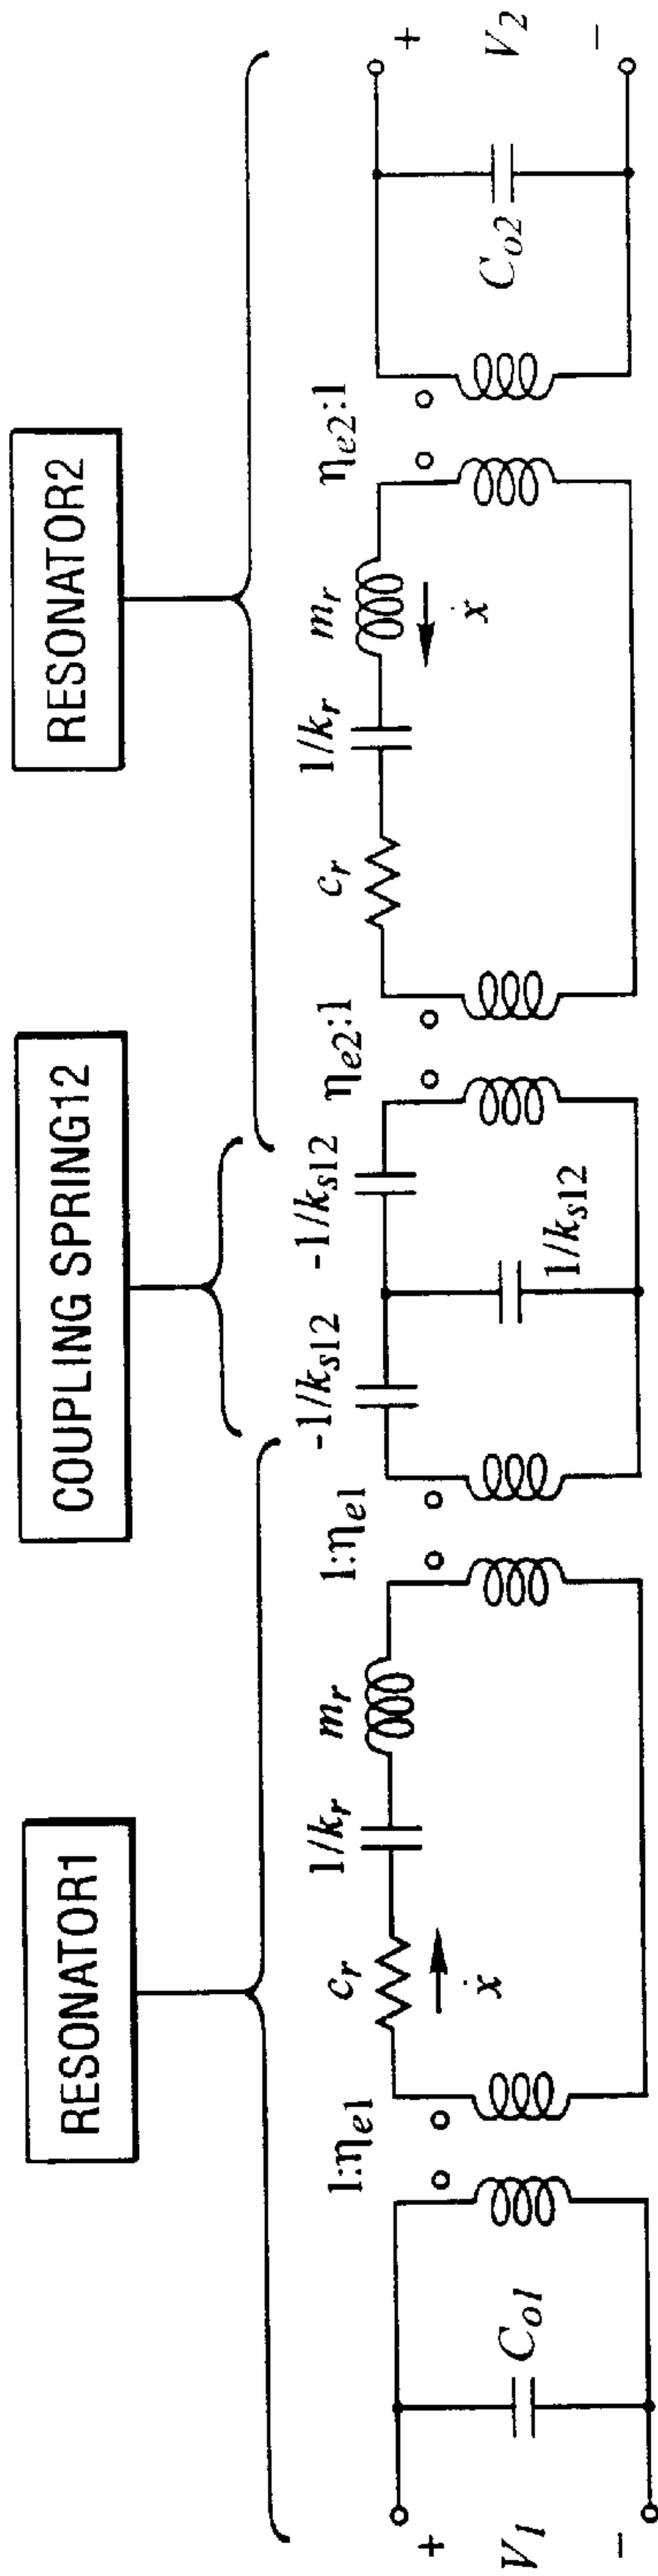 RESONATOR1
COUPLING SPRING12
RESONATOR2
1:ηe1
cr
1/kr
mr
1:ηe1
-1/ks12
-1/ks12
ηe2:1
cr
1/kr
mr
ηe2:1
+
V1
−
Co1
ẋ
1/ks12
ẋ
Co2
+
V2
−